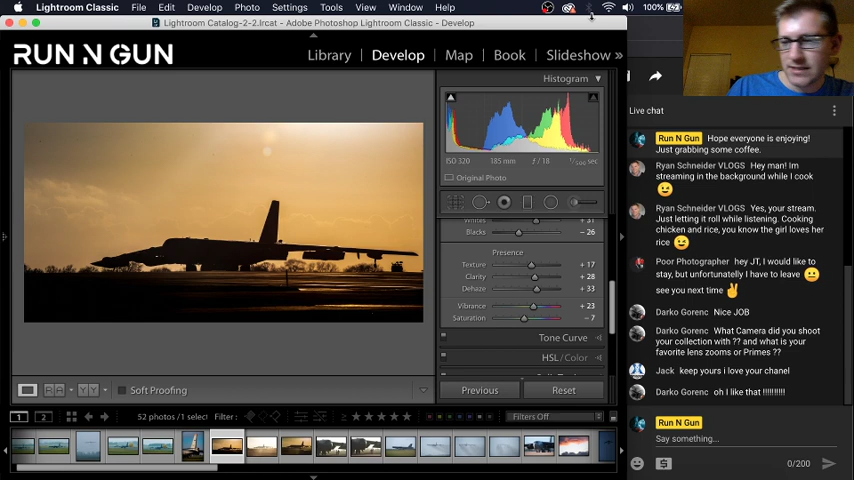 Lightroom Classic File Edit Develop Photo Settings Tools View Window Help 100%
Lightroom Catalog-2-2.lrcat - Adobe Photoshop Lightroom Classic - Develop
RUN N GUN
Library | Develop | Map | Book | Slideshow »
Histogram ▼
ISO 320 185 mm ƒ / 18 1/100 sec
Original Photo
Whites + 31
Blacks - 26
Presence
Texture + 17
Clarity + 28
Dehaze + 33
Vibrance + 23
Saturation - 7
Tone Curve
HSL / Color
Previous Reset
Soft Proofing
1 2 52 photos /1 select Filter : Filters Off
Live chat
Run N Gun Hope everyone is enjoying!
Just grabbing some coffee.
Ryan Schneider VLOGS Hey man! Im
streaming in the background while I cook
😉
Ryan Schneider VLOGS Yes, your stream.
Just letting it roll while listening. Cooking
chicken and rice, you know the girl loves her
rice 😉
Poor Photographer hey JT, I would like to
stay, but unfortunatelly I have to leave 😐
see you next time ✌
Darko Gorenc Nice JOB
Darko Gorenc What Camera did you shoot
your collection with ?? and what is your
favorite lens zooms or Primes ??
Jack keep yours i love your chanel
Darko Gorenc oh I like that !!!!!!!!!!
Run N Gun
Say something...
0/200